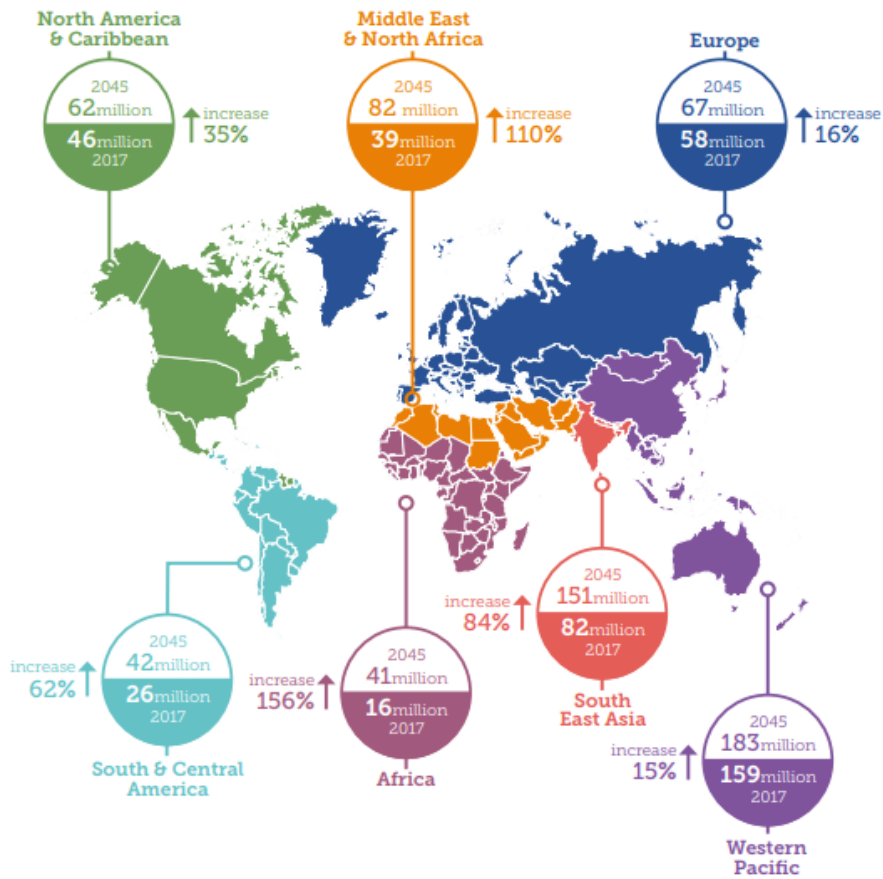 North America
& Caribbean
2045
62million
46million
2017
increase
35%
Middle East
& North Africa
2045
82 million
39million
2017
increase
110%
Europe
2045
67million
58million
2017
increase
16%
2045
42million
26million
2017
increase
62%
South & Central
America
2045
41million
16million
2017
increase
156%
Africa
2045
151million
82million
2017
increase
84%
South
East Asia
2045
183million
159million
2017
increase
15%
Western
Pacific